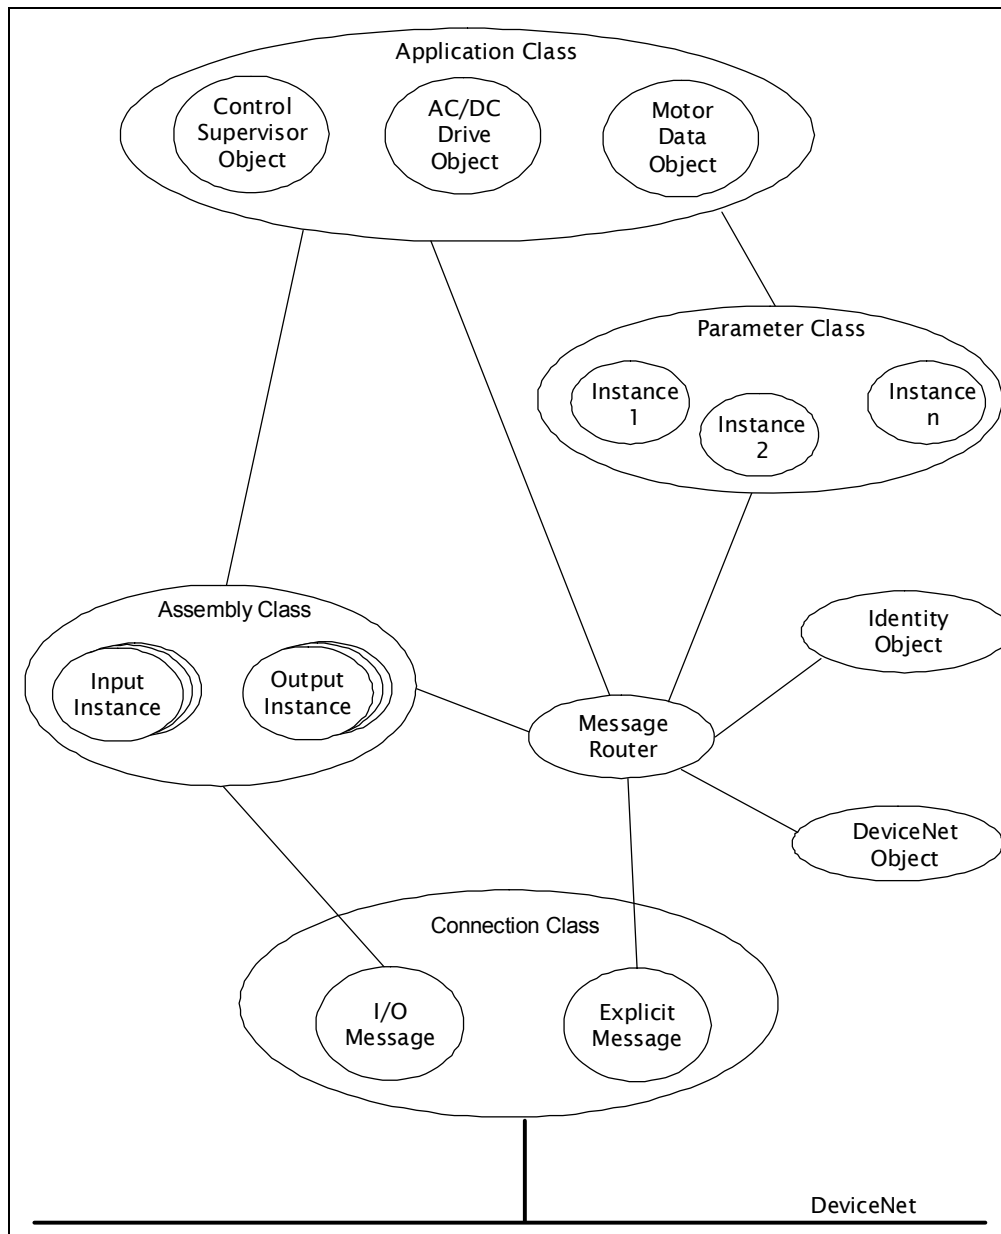 Application Class
Control
Supervisor
Object
AC/DC
Drive
Object
Motor
Data
Object
Parameter Class
Instance
1
Instance
2
Instance
n
Assembly Class
Input
Instance
Output
Instance
Identity
Object
Message
Router
DeviceNet
Object
Connection Class
I/O
Message
Explicit
Message
DeviceNet